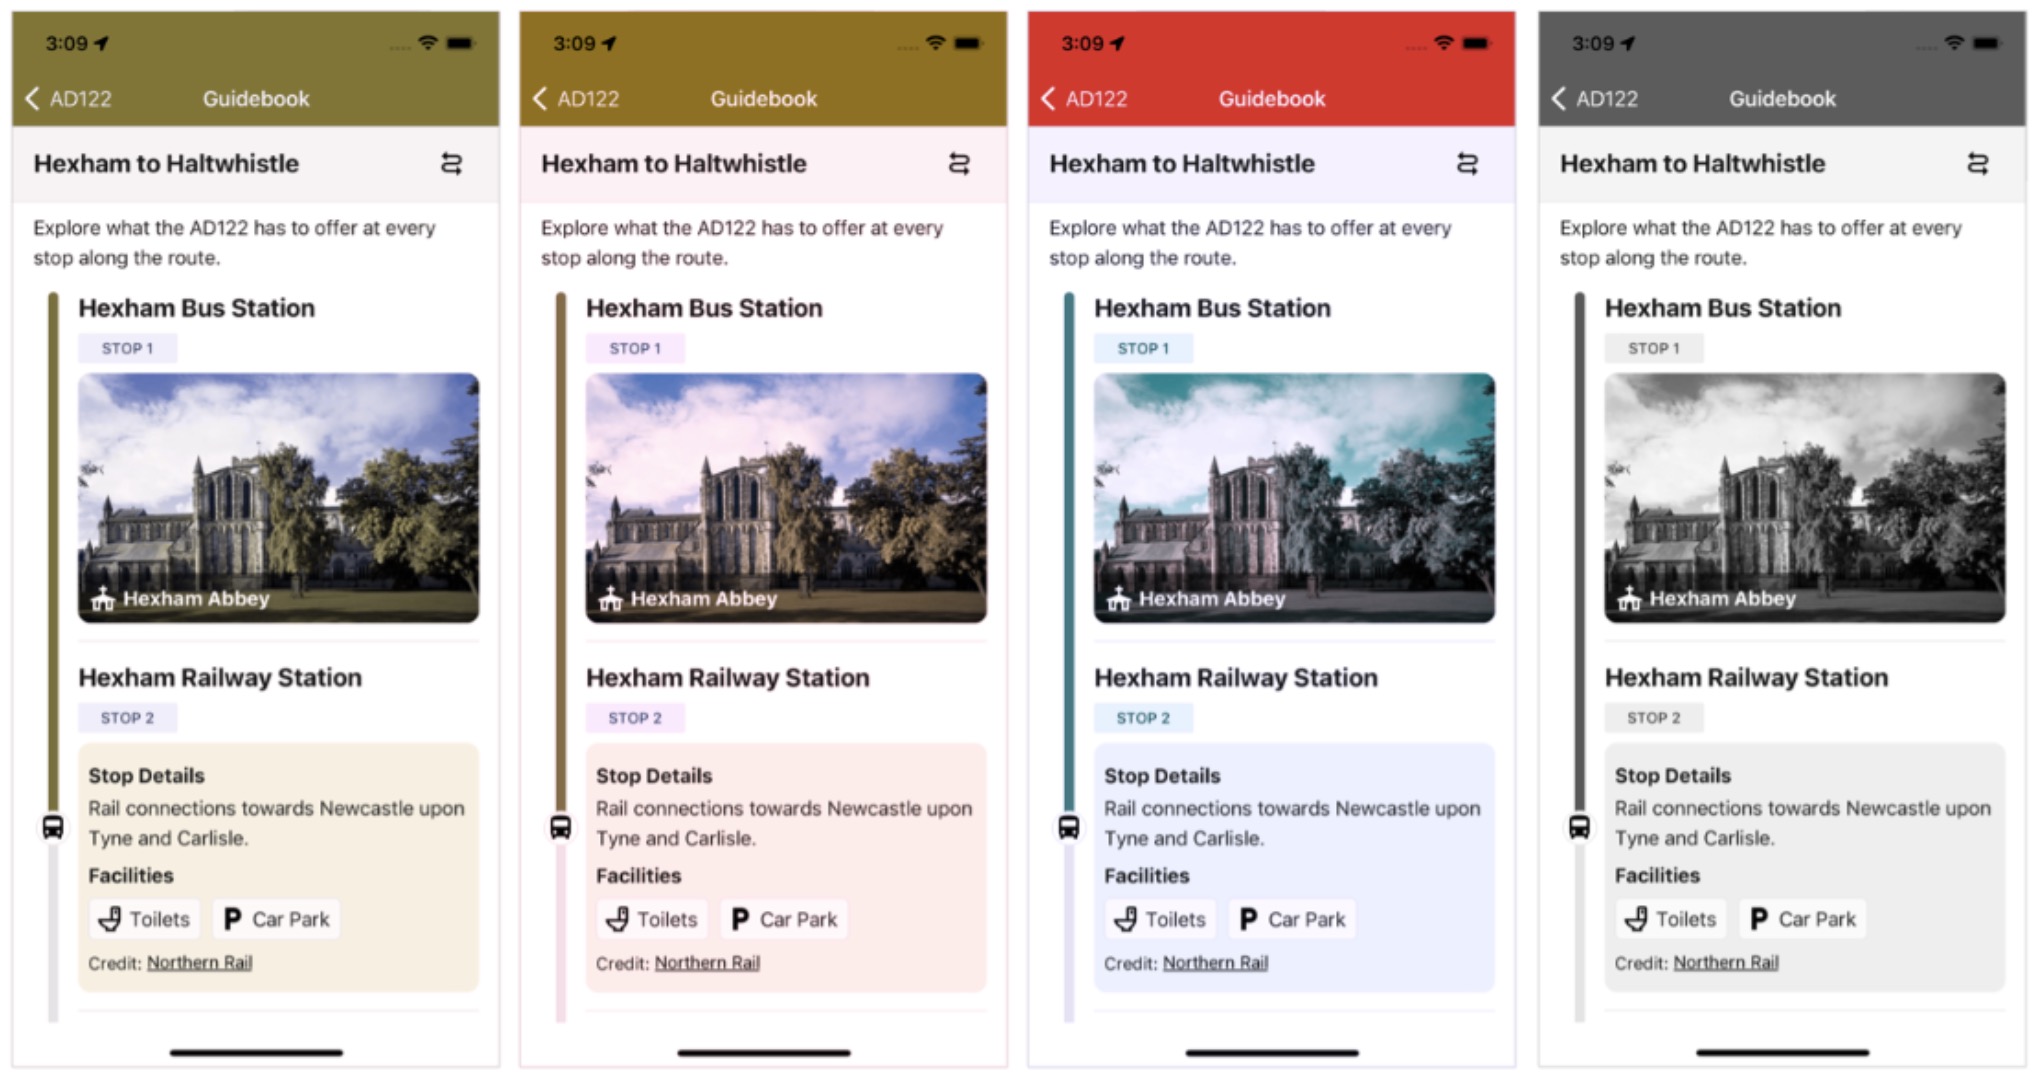 3:09
AD122 Guidebook
Hexham to Haltwhistle
Explore what the AD122 has to offer at every
stop along the route.
Hexham Bus Station
STOP 1
Hexham Abbey
Hexham Railway Station
STOP 2
Stop Details
Rail connections towards Newcastle upon
Tyne and Carlisle.
Facilities
Toilets P Car Park
Credit: Northern Rail
3:09
AD122 Guidebook
Hexham to Haltwhistle
Explore what the AD122 has to offer at every
stop along the route.
Hexham Bus Station
STOP 1
Hexham Abbey
Hexham Railway Station
STOP 2
Stop Details
Rail connections towards Newcastle upon
Tyne and Carlisle.
Facilities
Toilets P Car Park
Credit: Northern Rail
3:09
AD122 Guidebook
Hexham to Haltwhistle
Explore what the AD122 has to offer at every
stop along the route.
Hexham Bus Station
STOP 1
Hexham Abbey
Hexham Railway Station
STOP 2
Stop Details
Rail connections towards Newcastle upon
Tyne and Carlisle.
Facilities
Toilets P Car Park
Credit: Northern Rail
3:09
AD122 Guidebook
Hexham to Haltwhistle
Explore what the AD122 has to offer at every
stop along the route.
Hexham Bus Station
STOP 1
Hexham Abbey
Hexham Railway Station
STOP 2
Stop Details
Rail connections towards Newcastle upon
Tyne and Carlisle.
Facilities
Toilets P Car Park
Credit: Northern Rail